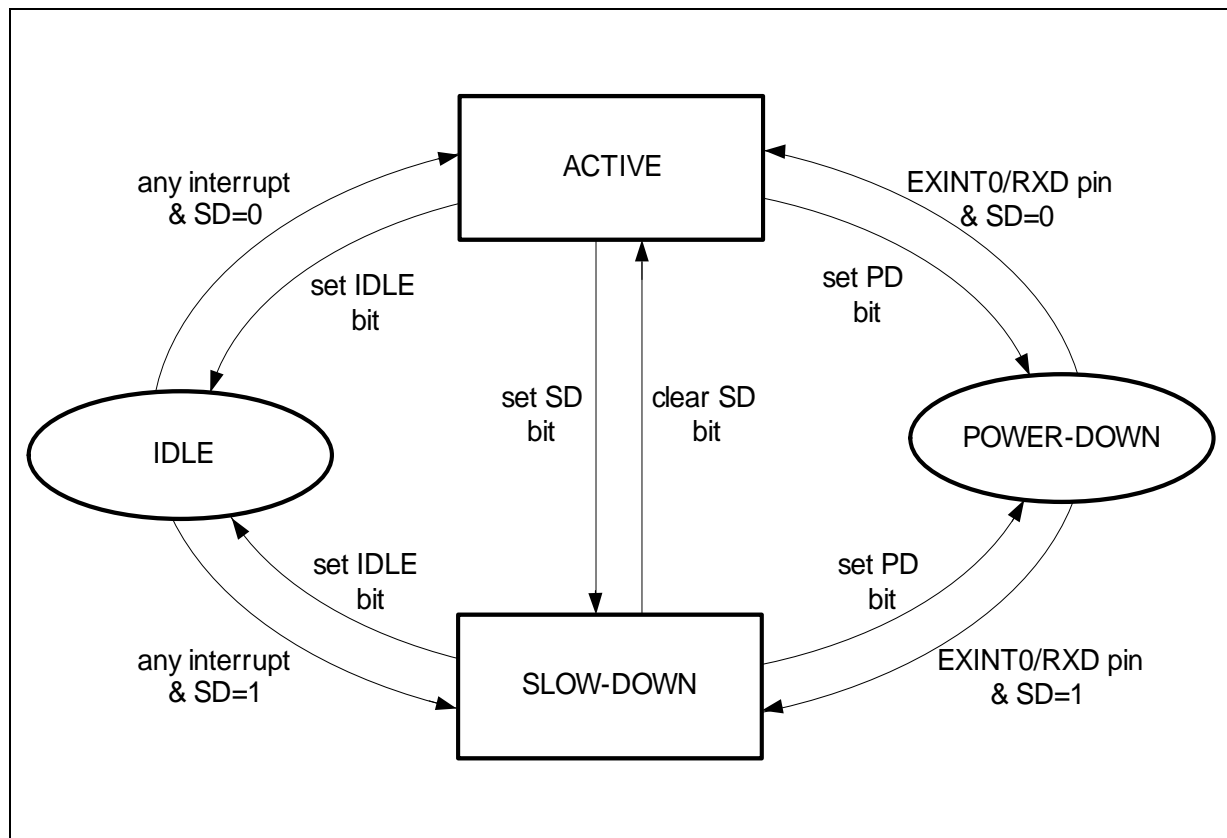 ACTIVE
any interrupt
& SD=0
EXINT0/RXD pin
& SD=0
set IDLE
bit
set PD
bit
set SD
bit
clear SD
bit
IDLE
POWER-DOWN
set IDLE
bit
set PD
bit
any interrupt
& SD=1
SLOW-DOWN
EXINT0/RXD pin
& SD=1